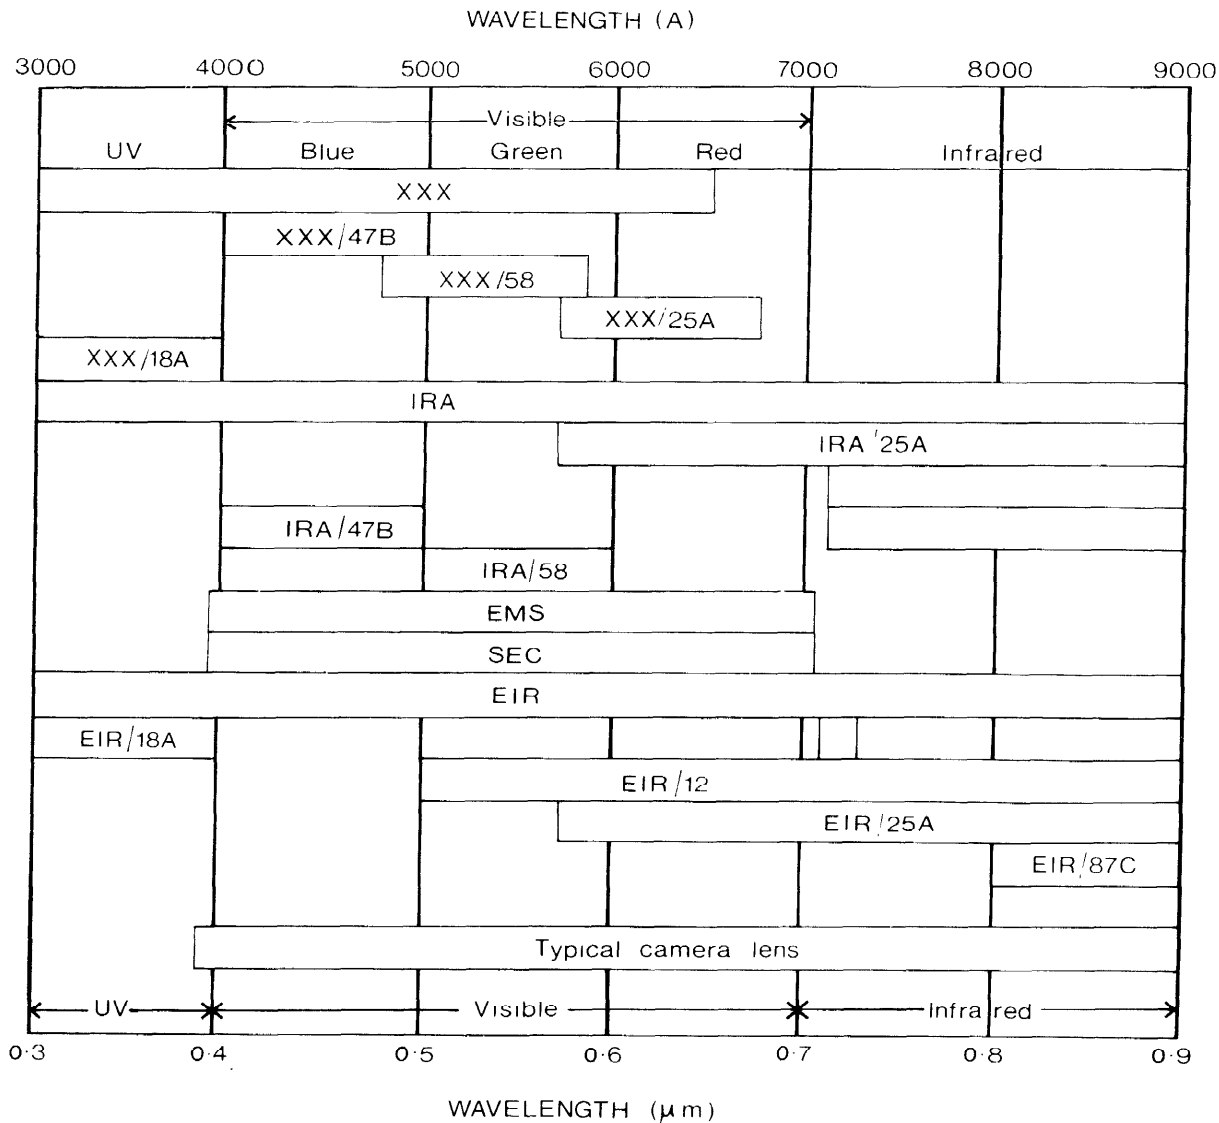 WAVELENGTH (A)
3000 4000 5000 6000 7000 8000 9000
Visible
UV Blue Green Red Infrared
XXX
XXX/47B
XXX/58
XXX/25A
XXX/18A
IRA
IRA/25A
IRA/47B
IRA/58
EMS
SEC
EIR
EIR/18A
EIR/12
EIR/25A
EIR/87C
Typical camera lens
UV Visible Infrared
0·3 0·4 0·5 0·6 0·7 0·8 0·9
WAVELENGTH (μm)